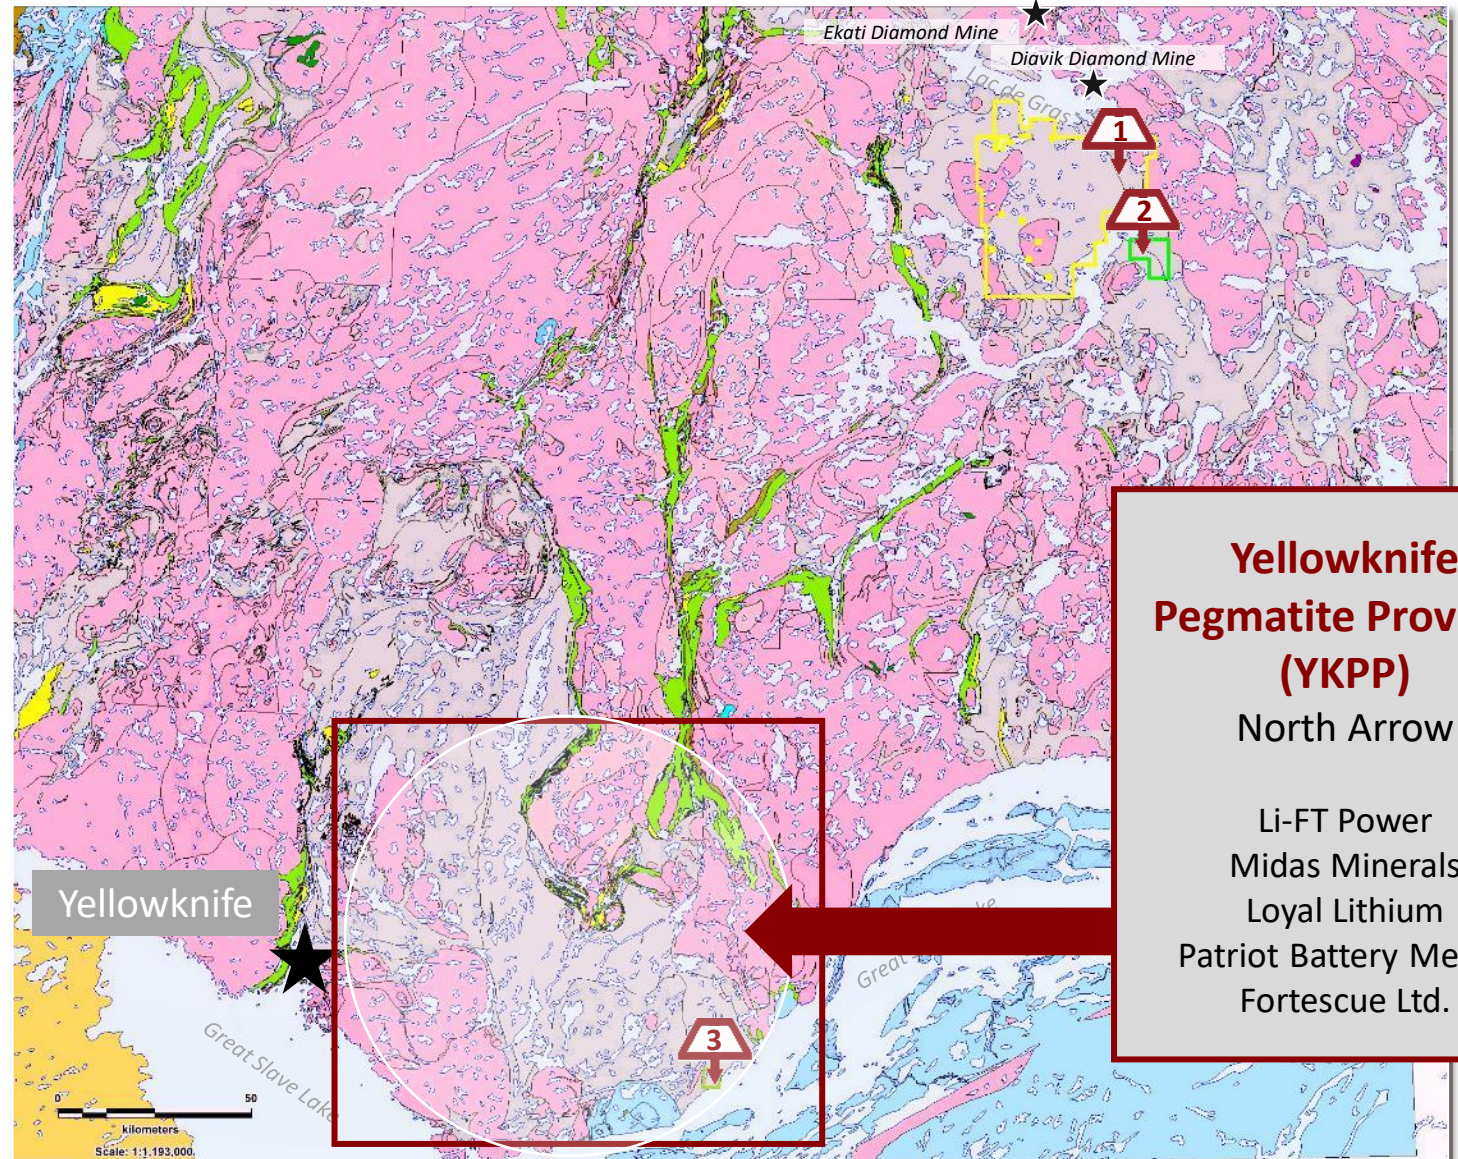 Ekati Diamond Mine
Diavik Diamond Mine
Lac de Gras
1
2
Yellowknife
Pegmatite Prov
(YKPP)
North Arrow
Li-FT Power
Midas Minerals
Loyal Lithium
Patriot Battery Me
Fortescue Ltd.
Yellowknife
Great
ke
3
Great Slave Lake
0 50
kilometers
Scale: 1:1,193,000